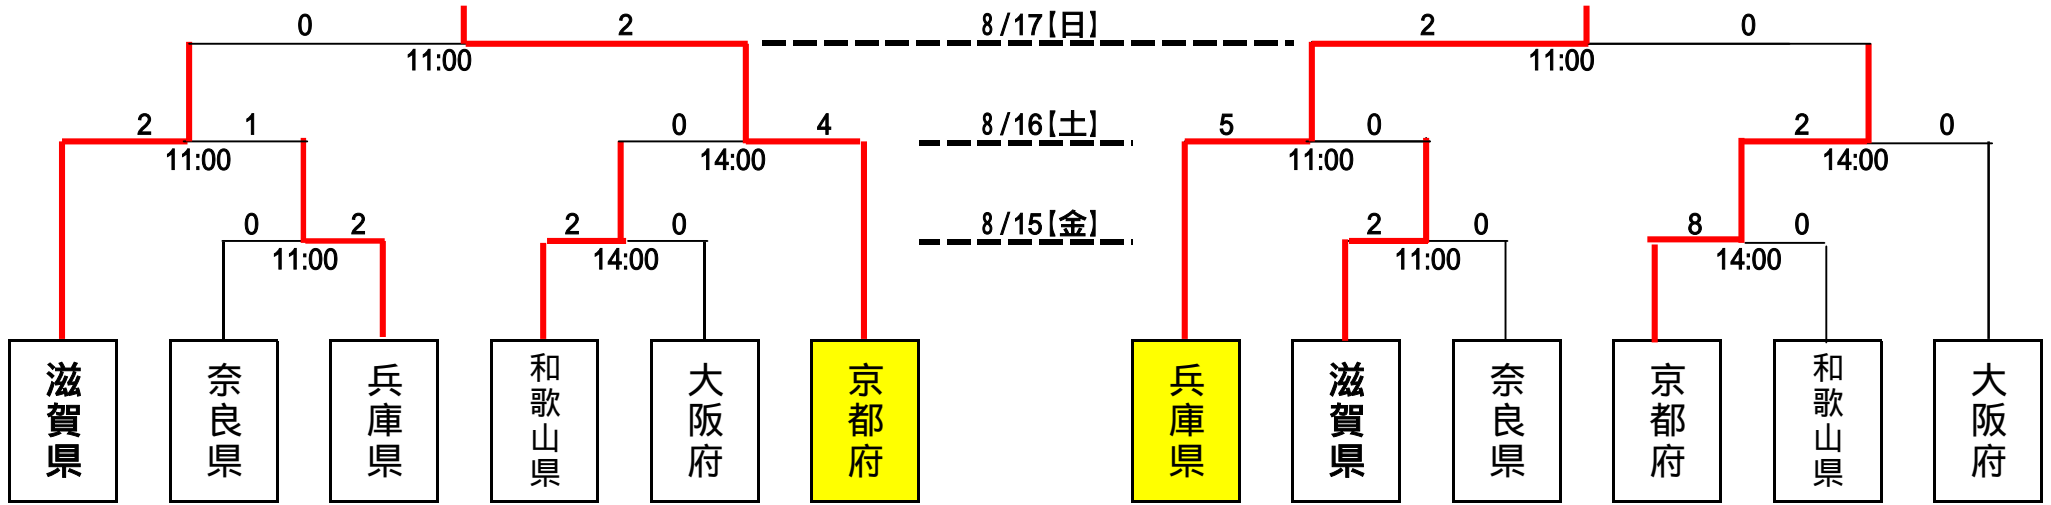 0 2 8/17【日】 2 0
11:00 11:00
2 1 0 4 8/16【土】 5 0 2 0
11:00 14:00 11:00 14:00
0 2 2 0 8/15【金】 2 0 8 0
11:00 14:00 11:00 14:00
滋賀県
奈良県
兵庫県
和歌山県
大阪府
京都府
兵庫県
滋賀県
奈良県
京都府
和歌山県
大阪府